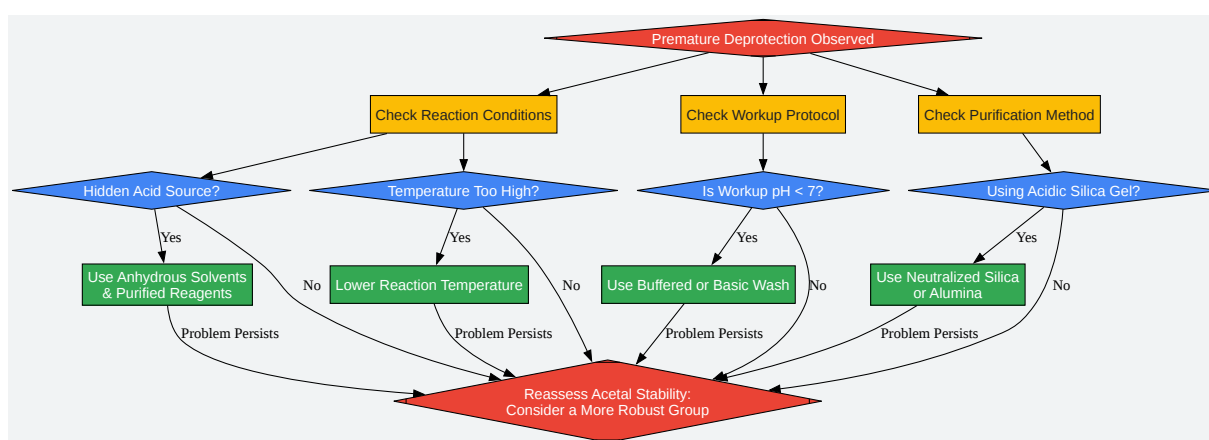 Premature Deprotection Observed
Check Reaction Conditions
Check Workup Protocol
Check Purification Method
Hidden Acid Source?
Temperature Too High?
Is Workup pH < 7?
Using Acidic Silica Gel?
Yes
Yes
Yes
Yes
Use Anhydrous Solvents
& Purified Reagents
No
Lower Reaction Temperature
No
Use Buffered or Basic Wash
No
Use Neutralized Silica
or Alumina
No
Problem Persists
Problem Persists
Problem Persists
Problem Persists
Reassess Acetal Stability:
Consider a More Robust Group